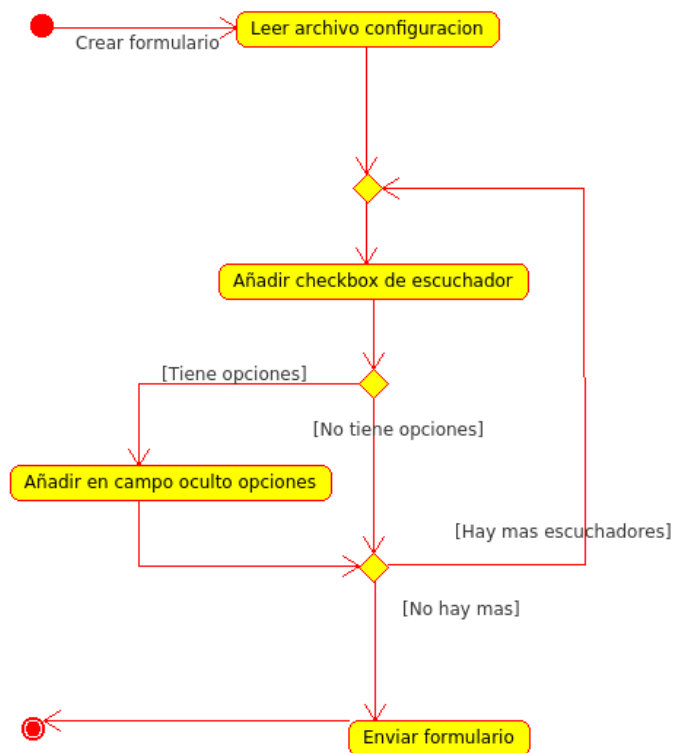 Leer archivo configuracion
Crear formulario
Añadir checkbox de escuchador
[Tiene opciones]
[No tiene opciones]
Añadir en campo oculto opciones
[Hay mas escuchadores]
[No hay mas]
Enviar formulario